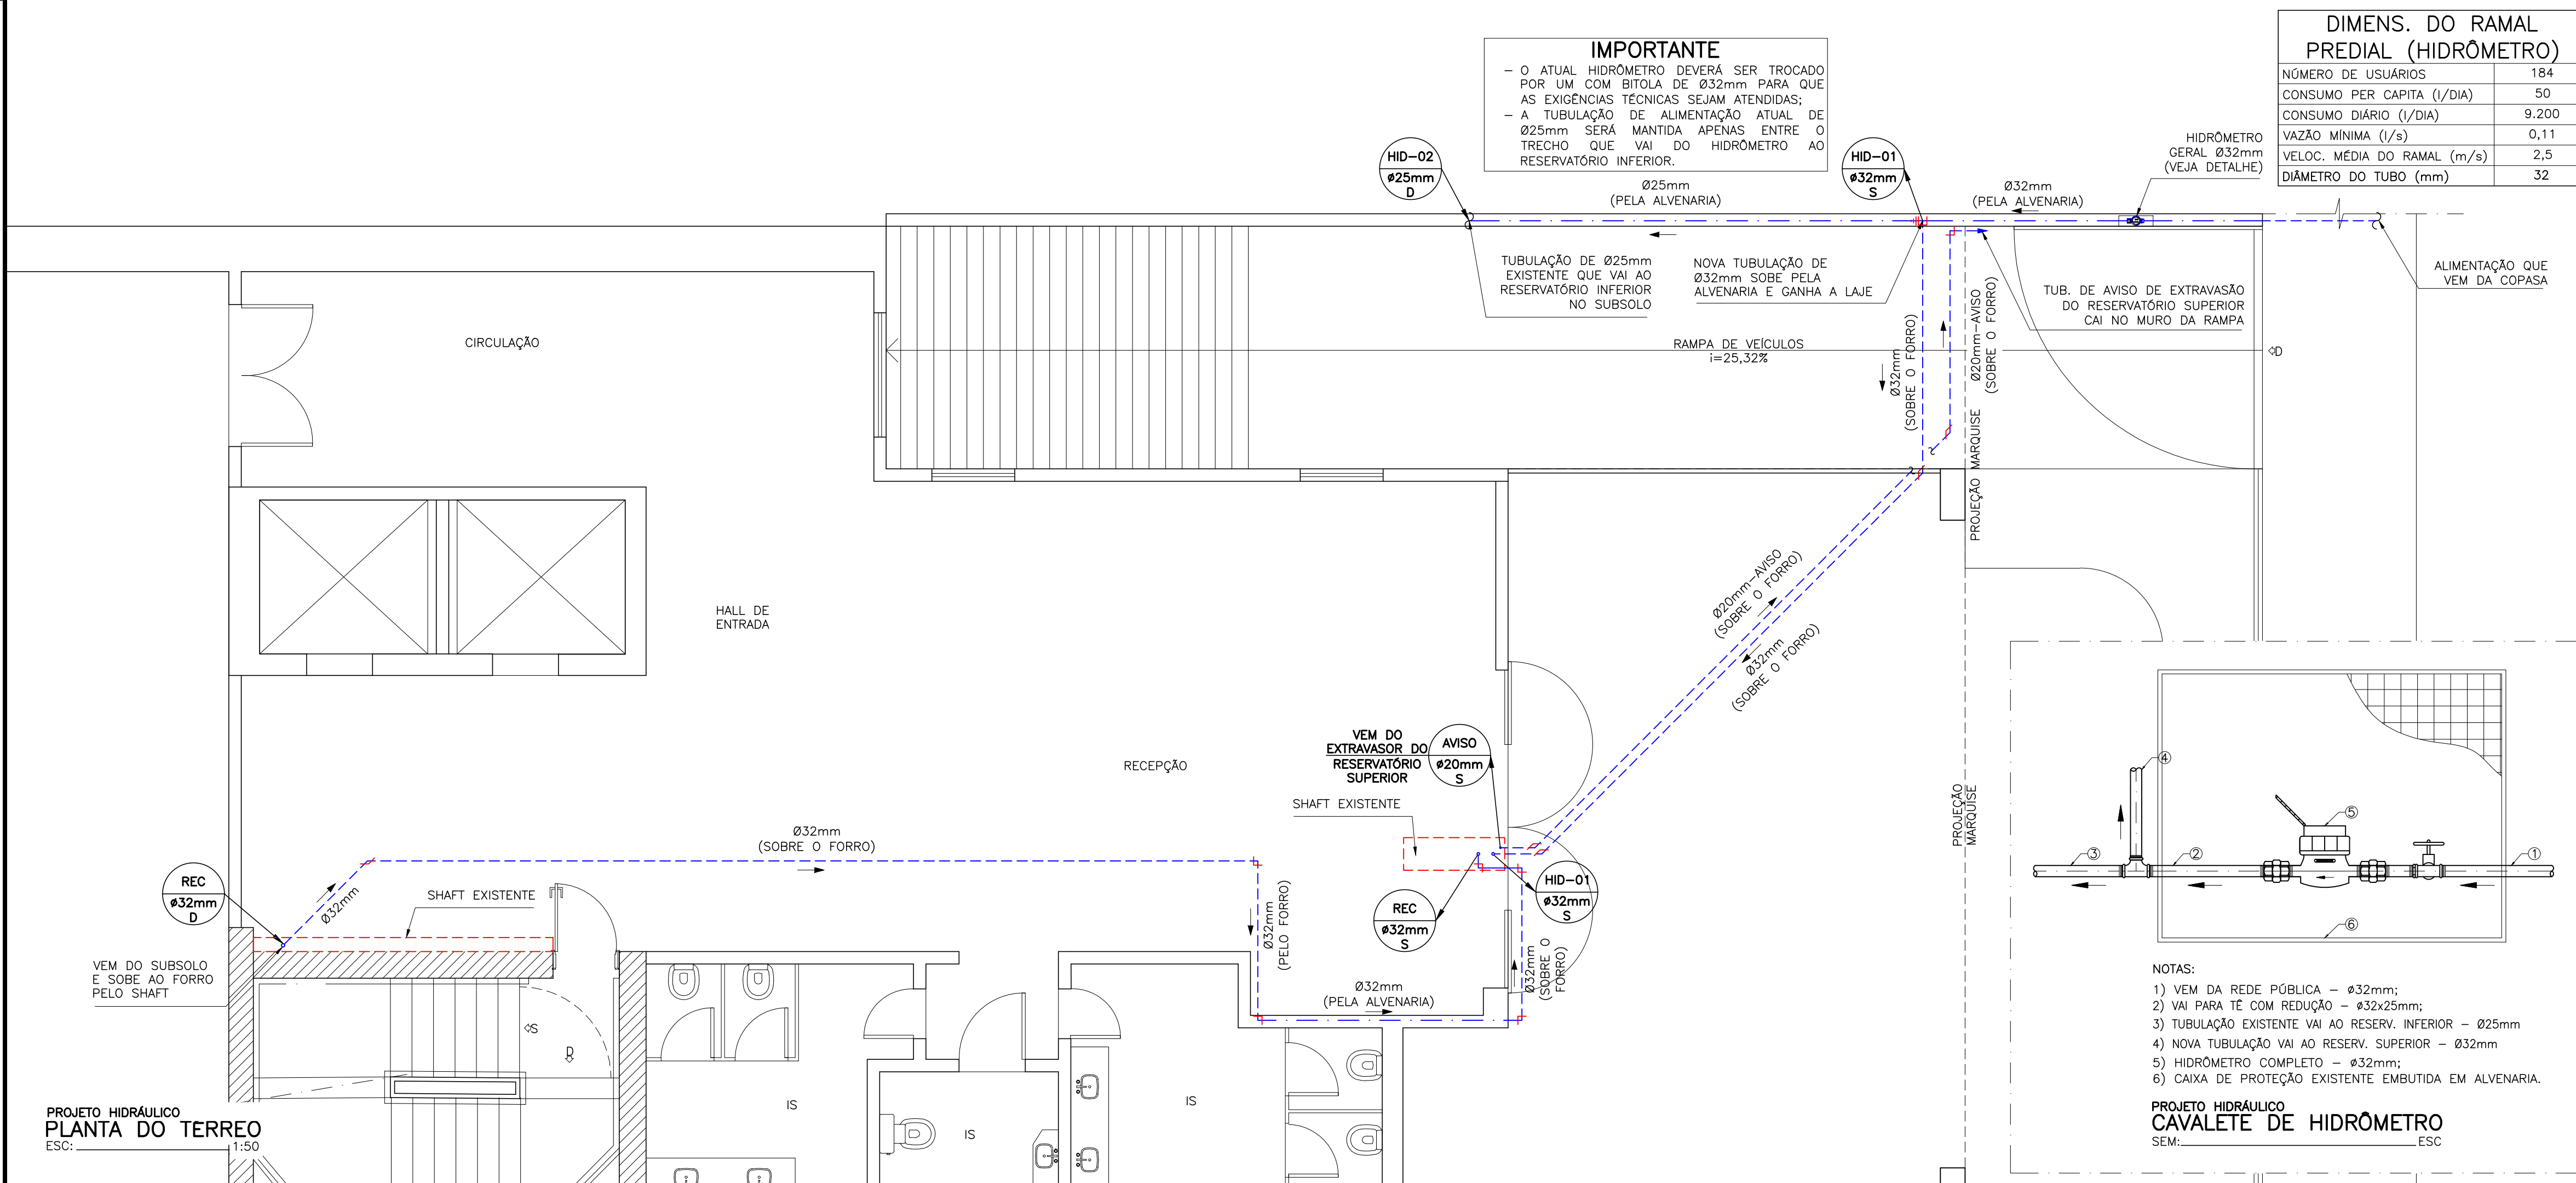 DIMENS. DO RAMAL
PREDIAL (HIDRÔMETRO)
NÚMERO DE USUÁRIOS 184
CONSUMO PER CAPITA (l/DIA) 50
CONSUMO DIÁRIO (l/DIA) 9.200
VAZÃO MÍNIMA (l/s) 0,11
VELOC. MÉDIA DO RAMAL (m/s) 2,5
DIÂMETRO DO TUBO (mm) 32
IMPORTANTE
– O ATUAL HIDRÔMETRO DEVERÁ SER TROCADO
POR UM COM BITOLA DE Ø32mm PARA QUE
AS EXIGÊNCIAS TÉCNICAS SEJAM ATENDIDAS;
– A TUBULAÇÃO DE ALIMENTAÇÃO ATUAL DE
Ø25mm SERÁ MANTIDA APENAS ENTRE O
TRECHO QUE VAI DO HIDRÔMETRO AO
RESERVATÓRIO INFERIOR.
HID–02
ø25mm
D
HID–01
ø32mm
S
HIDRÔMETRO
GERAL Ø32mm
(VEJA DETALHE)
Ø25mm
(PELA ALVENARIA)
Ø32mm
(PELA ALVENARIA)
TUBULAÇÃO DE Ø25mm
EXISTENTE QUE VAI AO
RESERVATÓRIO INFERIOR
NO SUBSOLO
NOVA TUBULAÇÃO DE
Ø32mm SOBE PELA
ALVENARIA E GANHA A LAJE
TUB. DE AVISO DE EXTRAVASÃO
DO RESERVATÓRIO SUPERIOR
CAI NO MURO DA RAMPA
ALIMENTAÇÃO QUE
VEM DA COPASA
CIRCULAÇÃO
RAMPA DE VEÍCULOS
i=25,32%
D
Ø32mm
(SOBRE O FORRO)
Ø20mm–AVISO
(SOBRE O FORRO)
PROJEÇÃO MARQUISE
HALL DE
ENTRADA
Ø20mm–AVISO
(SOBRE O FORRO)
Ø32mm
(SOBRE O FORRO)
VEM DO
EXTRAVASOR DO
RESERVATÓRIO
SUPERIOR
AVISO
ø20mm
S
RECEPÇÃO
SHAFT EXISTENTE
PROJEÇÃO
MARQUISE
Ø32mm
(SOBRE O FORRO)
REC
ø32mm
D
Ø32mm
SHAFT EXISTENTE
HID–01
ø32mm
S
REC
ø32mm
S
Ø32mm
(PELO FORRO)
Ø32mm
(SOBRE O
FORRO)
VEM DO SUBSOLO
E SOBE AO FORRO
PELO SHAFT
Ø32mm
(PELA ALVENARIA)
S
D
IS
IS
IS
4
5
3
2
1
6
NOTAS:
1) VEM DA REDE PÚBLICA – ø32mm;
2) VAI PARA TÊ COM REDUÇÃO – ø32x25mm;
3) TUBULAÇÃO EXISTENTE VAI AO RESERV. INFERIOR – Ø25mm
4) NOVA TUBULAÇÃO VAI AO RESERV. SUPERIOR – Ø32mm
5) HIDRÔMETRO COMPLETO – ø32mm;
6) CAIXA DE PROTEÇÃO EXISTENTE EMBUTIDA EM ALVENARIA.
PROJETO HIDRÁULICO
CAVALETE DE HIDRÔMETRO
SEM: ESC
PROJETO HIDRÁULICO
PLANTA DO TERREO
ESC: 1:50